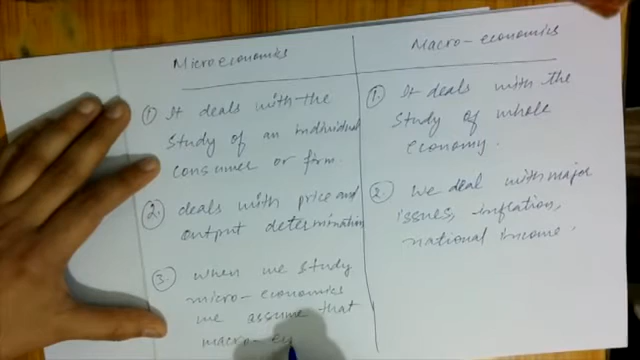 Microeconomics
① It deals with the
study of an individual
consumer or firm.
②. deals with price and
output determination
③. When we study
micro-economics
we assume that
macro-
Macro-economics
① It deals with the
study of whole
economy.
②. We deal with major
issues, inflation,
national income.